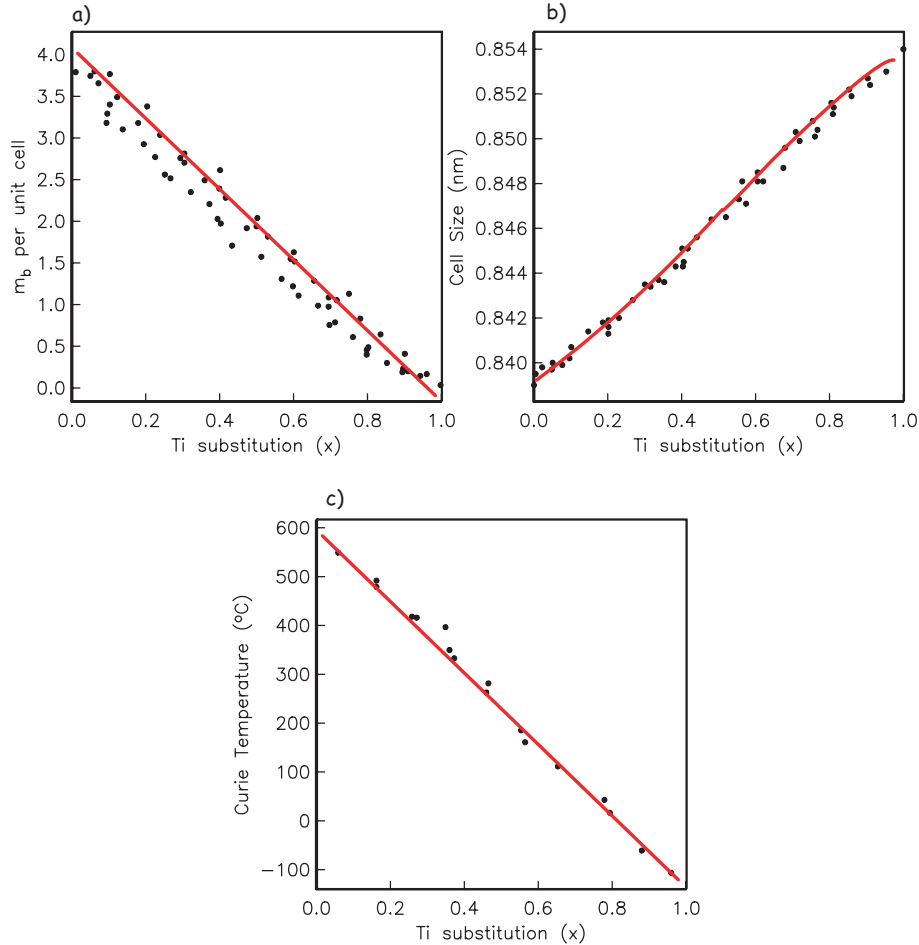 a)
m_b per unit cell
4.0
3.5
3.0
2.5
2.0
1.5
1.0
0.5
0.0
0.0 0.2 0.4 0.6 0.8 1.0
Ti substitution (x)
b)
Cell Size (nm)
0.854
0.852
0.850
0.848
0.846
0.844
0.842
0.840
0.0 0.2 0.4 0.6 0.8 1.0
Ti substitution (x)
c)
Curie Temperature (°C)
600
500
400
300
200
100
0
−100
0.0 0.2 0.4 0.6 0.8 1.0
Ti substitution (x)